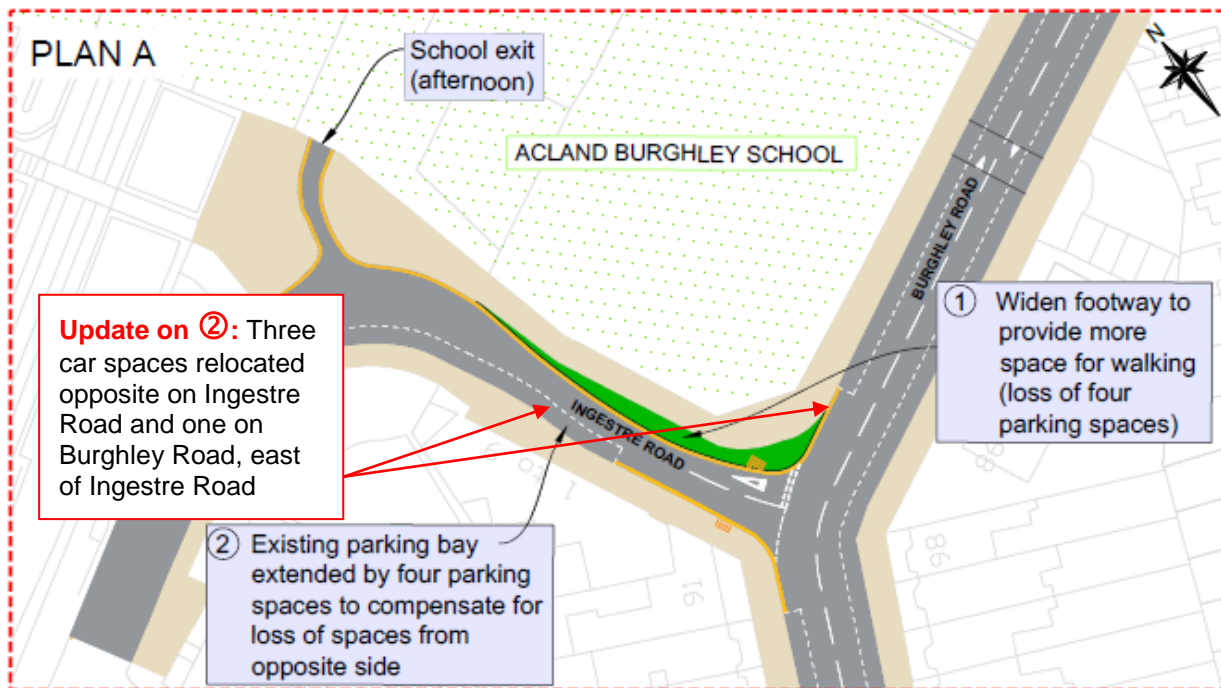 PLAN A
School exit
(afternoon)
N
ACLAND BURGHLEY SCHOOL
BURGHLEY ROAD
① Widen footway to
provide more
space for walking
(loss of four
parking spaces)
Update on ②: Three
car spaces relocated
opposite on Ingestre
Road and one on
Burghley Road, east
of Ingestre Road
INGESTRE ROAD
② Existing parking bay
extended by four parking
spaces to compensate for
loss of spaces from
opposite side
1
16
86
88